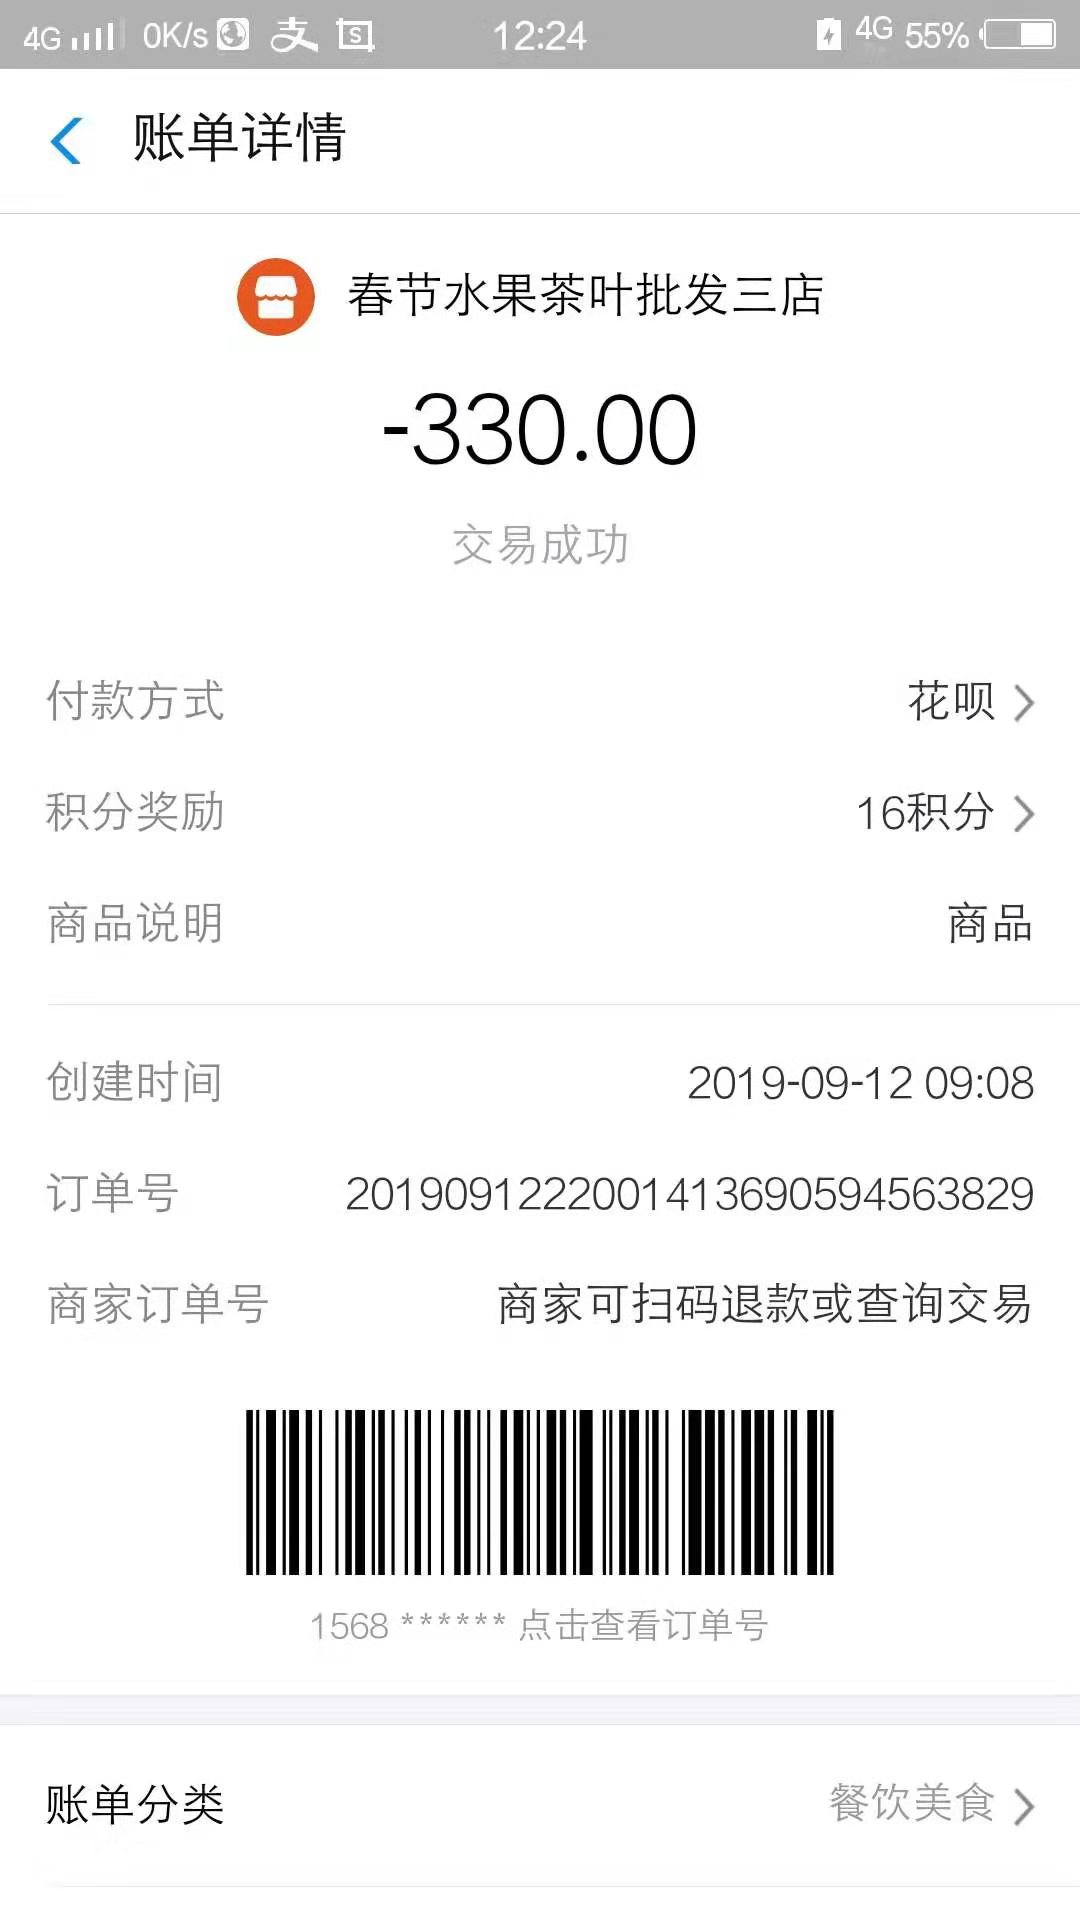 4G 0K/s 支 S 12:24 4G 55%
账单详情
春节水果茶叶批发三店
-330.00
交易成功
付款方式 花呗
积分奖励 16积分
商品说明 商品
创建时间 2019-09-12 09:08
订单号 2019091222001413690594563829
商家订单号 商家可扫码退款或查询交易
1568 ****** 点击查看订单号
账单分类 餐饮美食